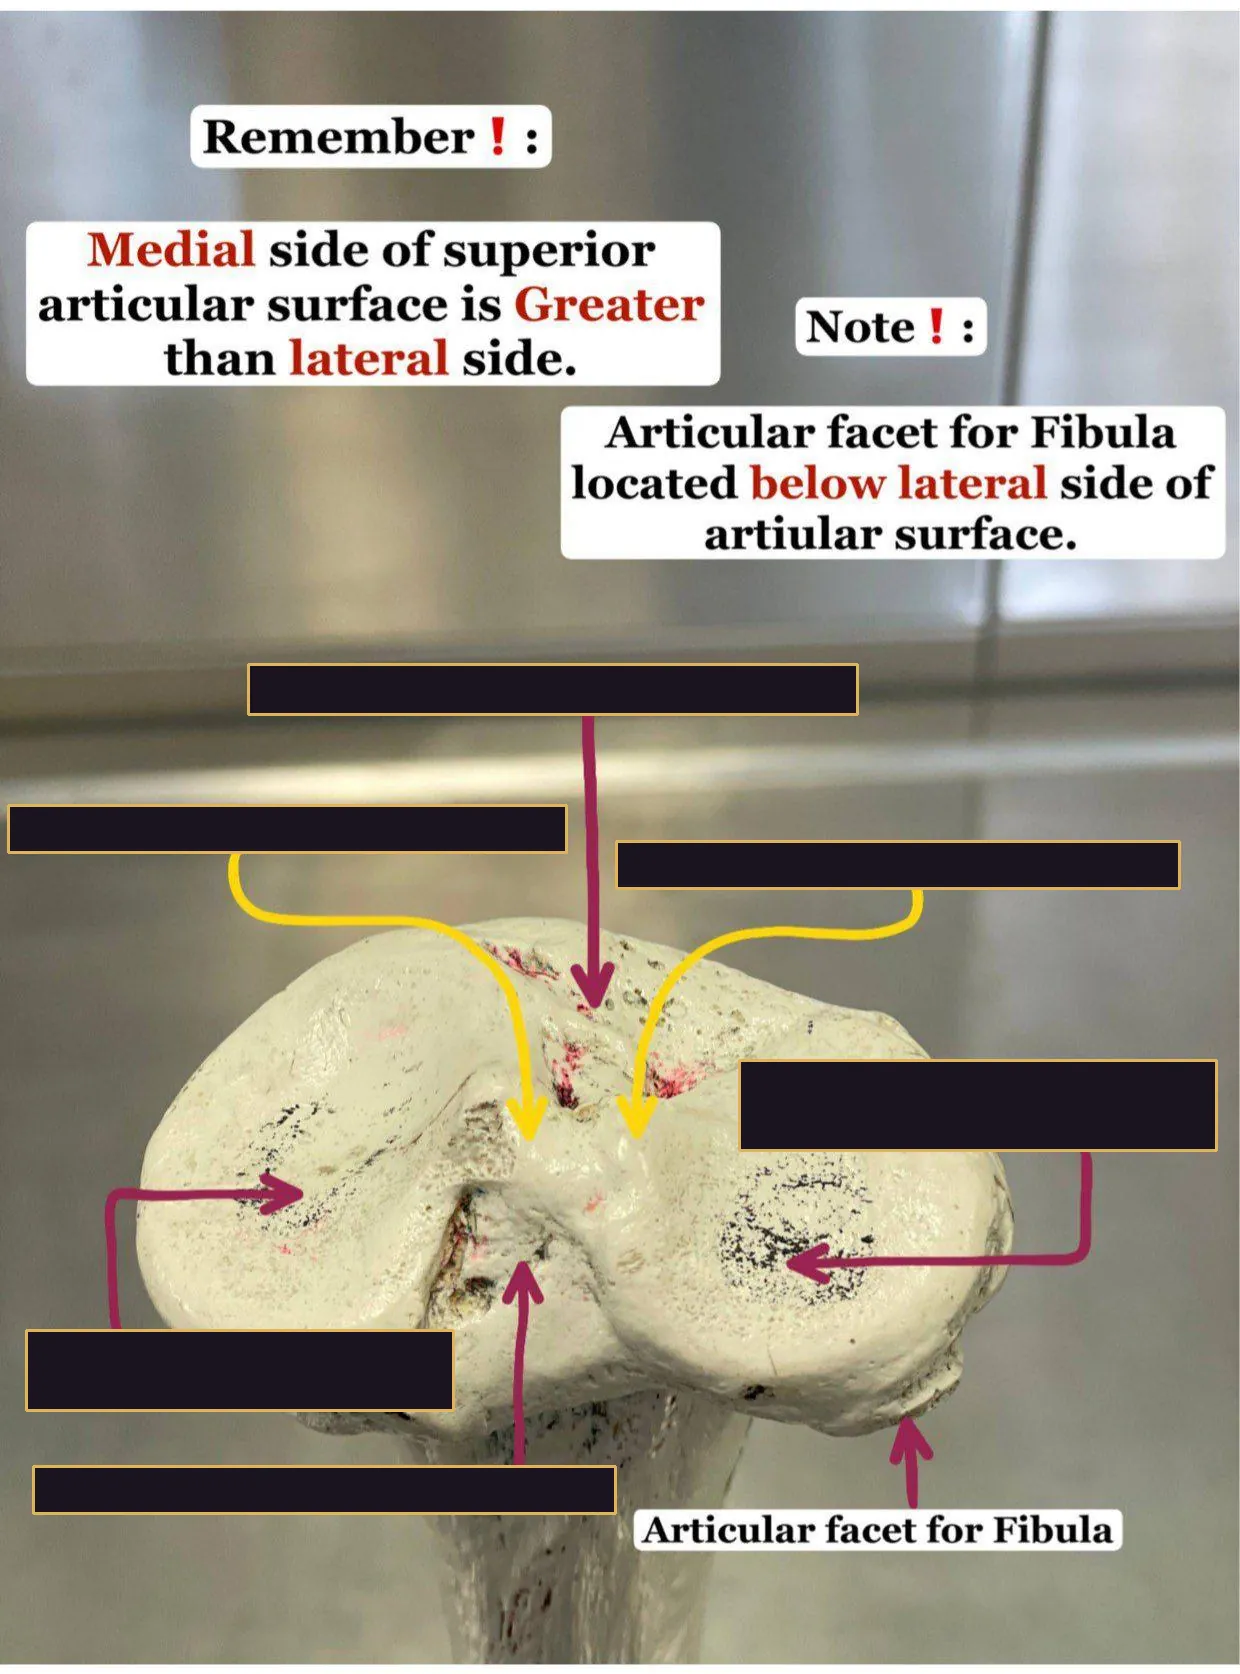 Remember❗:
Medial side of superior
articular surface is Greater
than lateral side.
Note❗:
Articular facet for Fibula
located below lateral side of
artiular surface.
Articular facet for Fibula